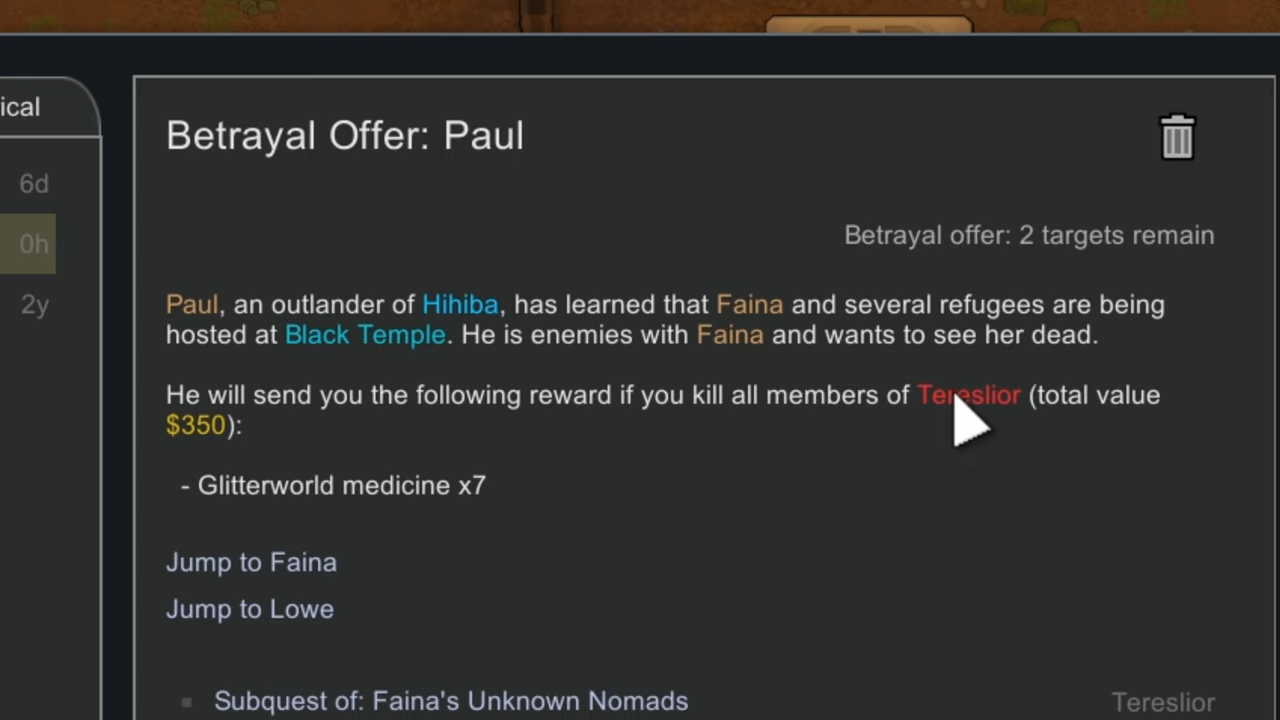 ical
6d
0h
2y
Betrayal Offer: Paul
Betrayal offer: 2 targets remain
Paul, an outlander of Hihiba, has learned that Faina and several refugees are being
hosted at Black Temple. He is enemies with Faina and wants to see her dead.
He will send you the following reward if you kill all members of Tereslior (total value
$350):
- Glitterworld medicine x7
Jump to Faina
Jump to Lowe
Subquest of: Faina's Unknown Nomads
Tereslior